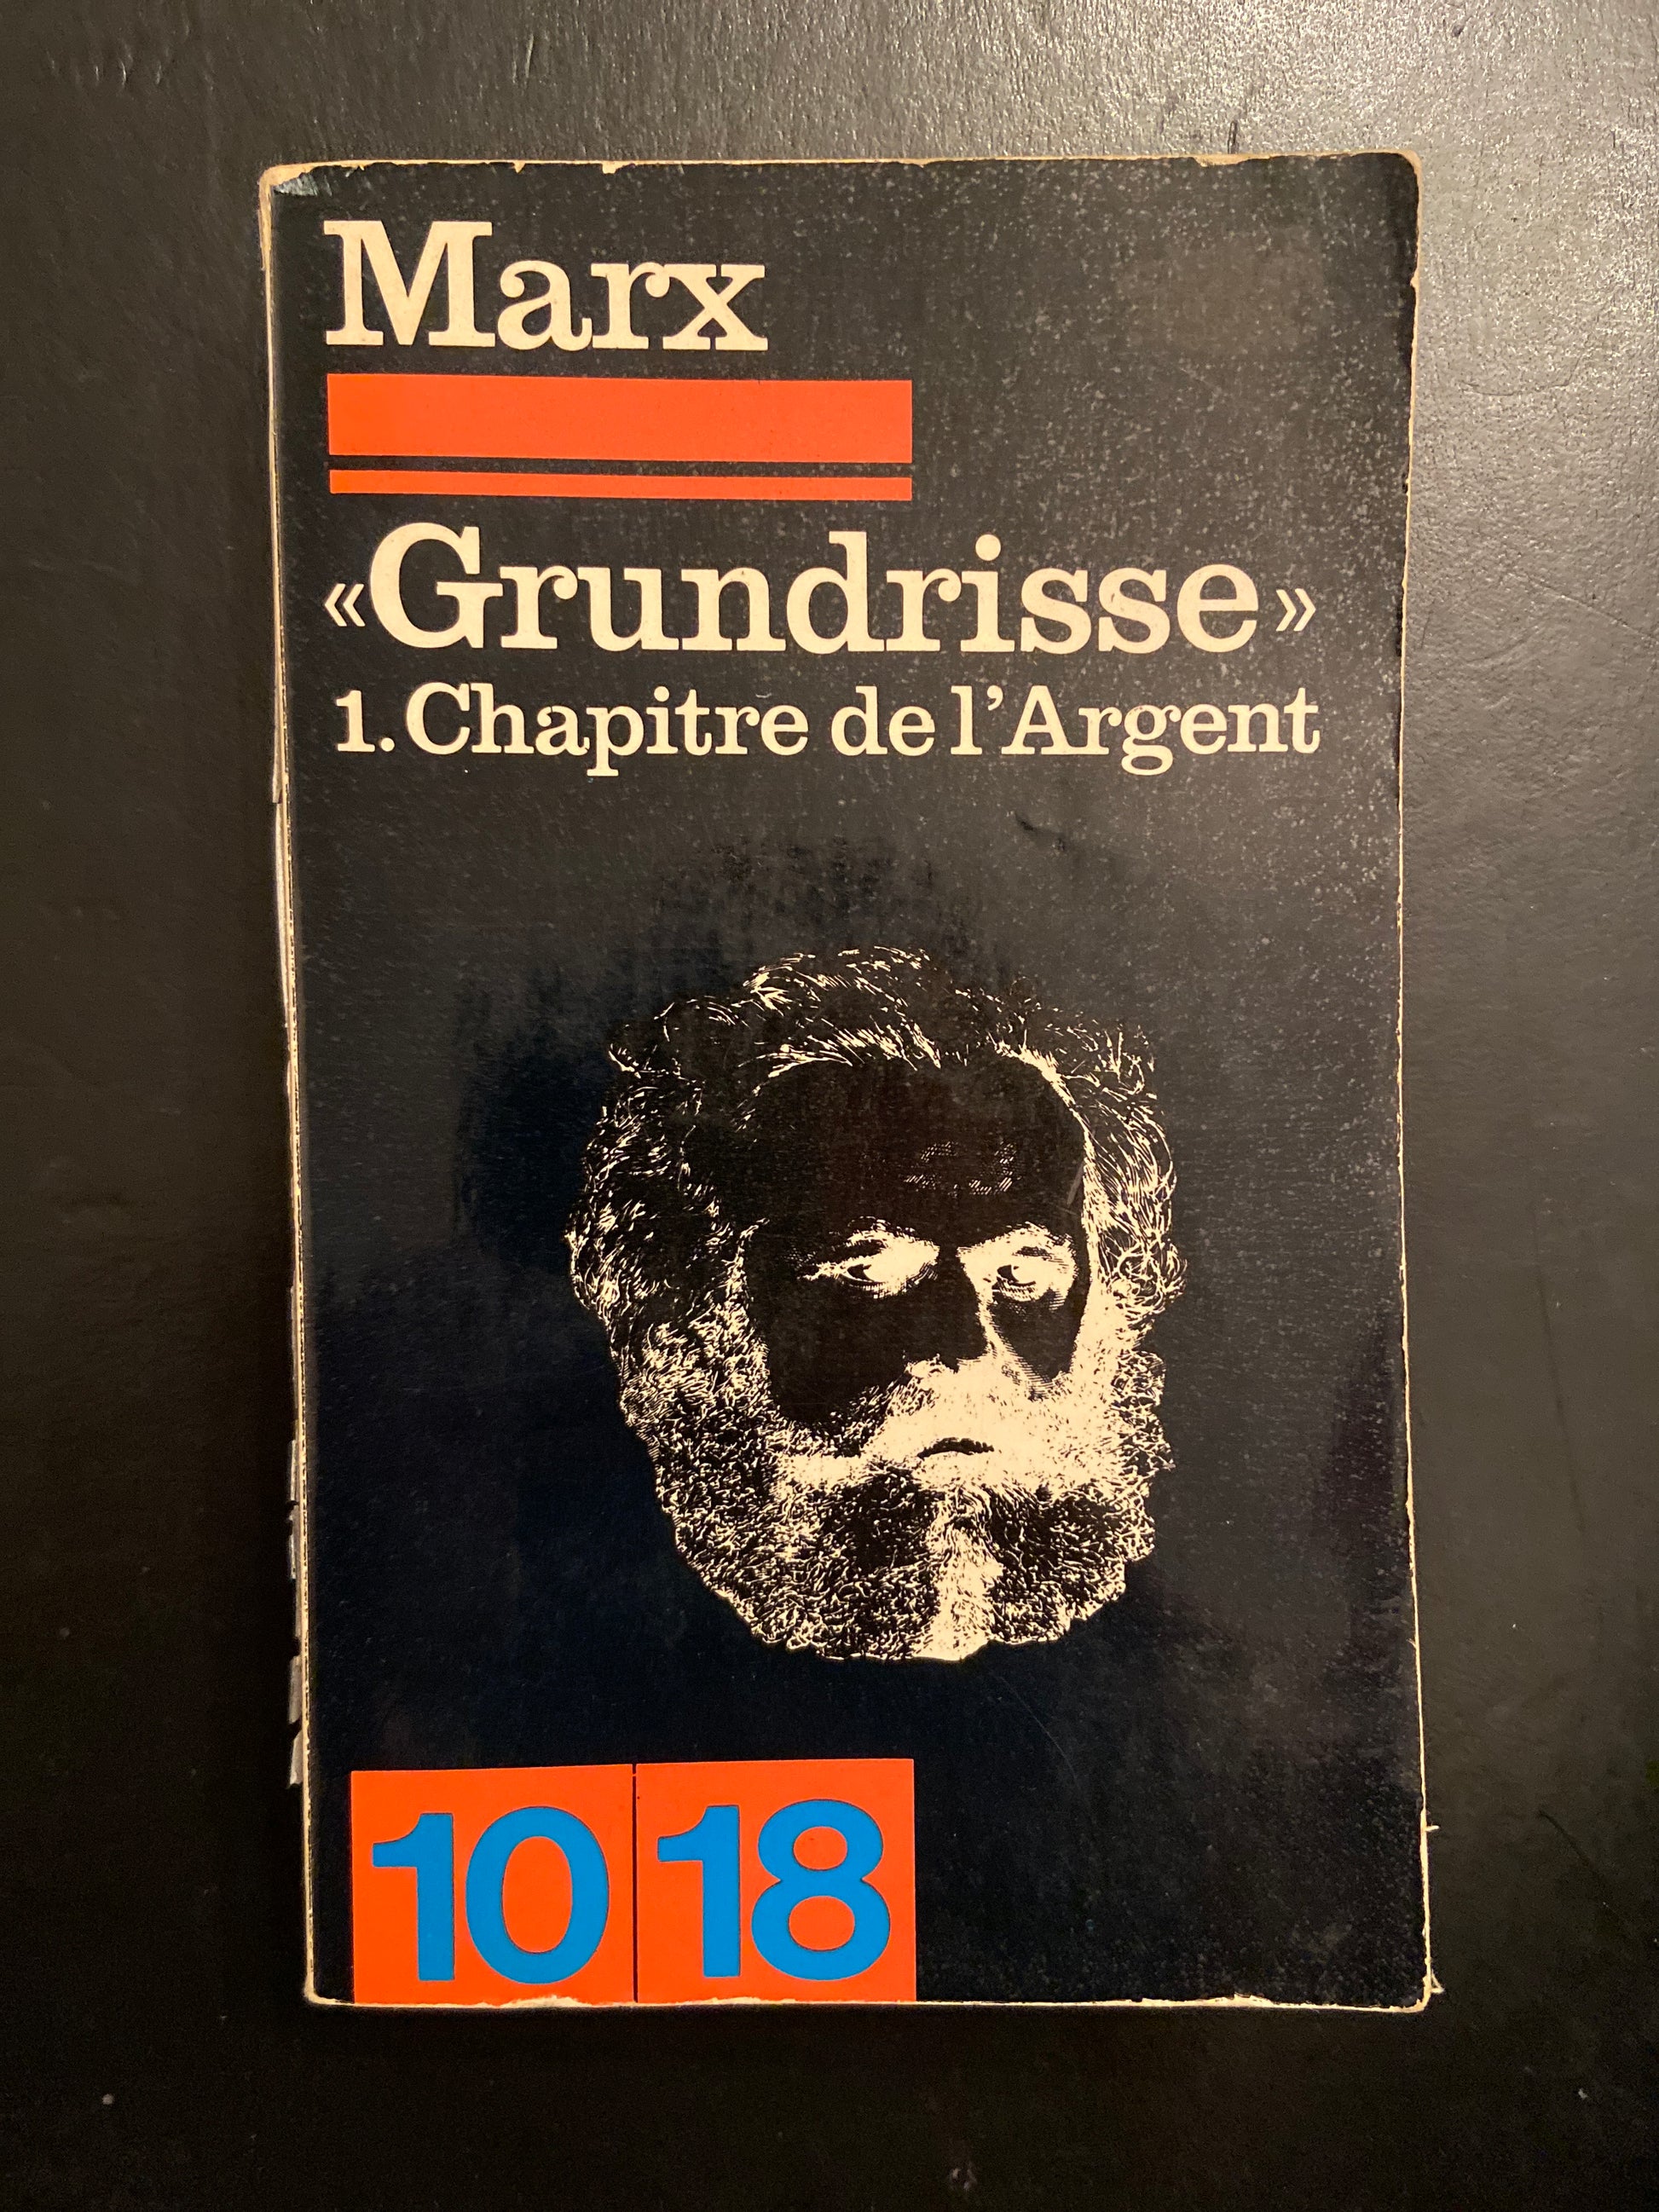 Marx
«Grundrisse»
1. Chapitre de l’Argent
10 18